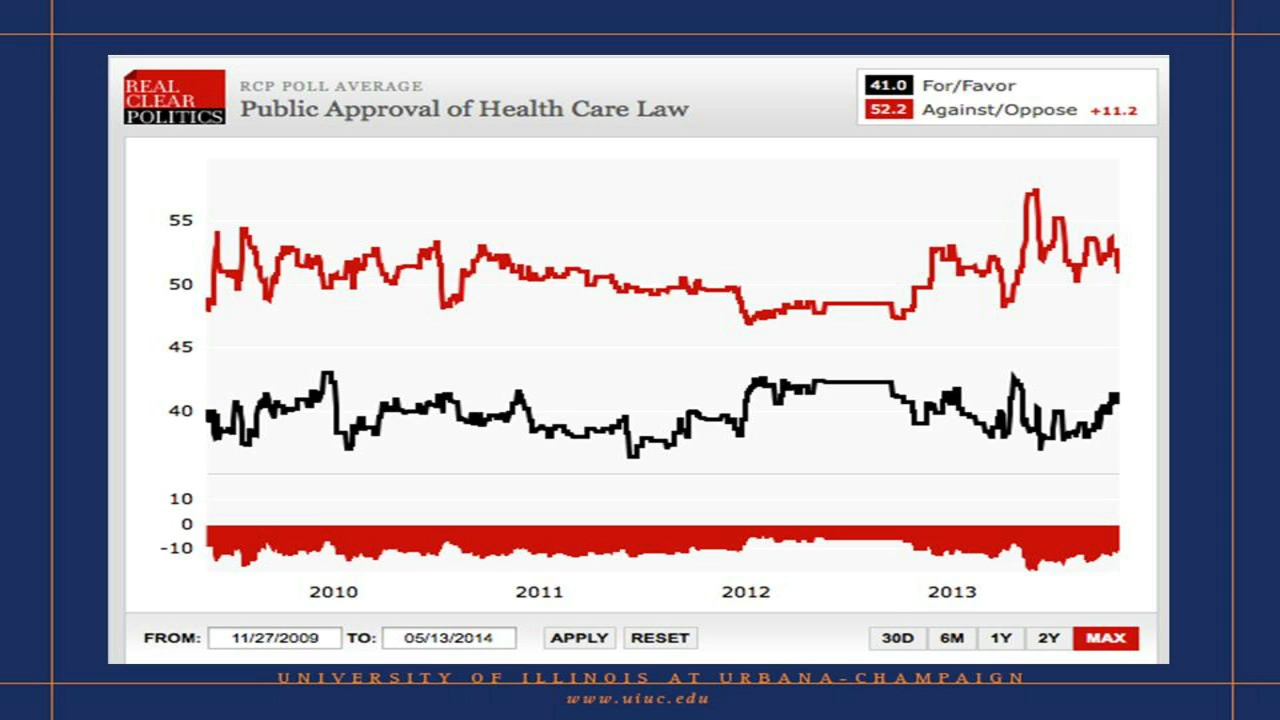 REAL
CLEAR
POLITICS
RCP POLL AVERAGE
Public Approval of Health Care Law
41.0 For/Favor
52.2 Against/Oppose +11.2
55
50
45
40
10
0
-10
2010 2011 2012 2013
FROM: 11/27/2009 TO: 05/13/2014 APPLY RESET 30D 6M 1Y 2Y MAX
UNIVERSITY OF ILLINOIS AT URBANA-CHAMPAIGN
www.uiuc.edu